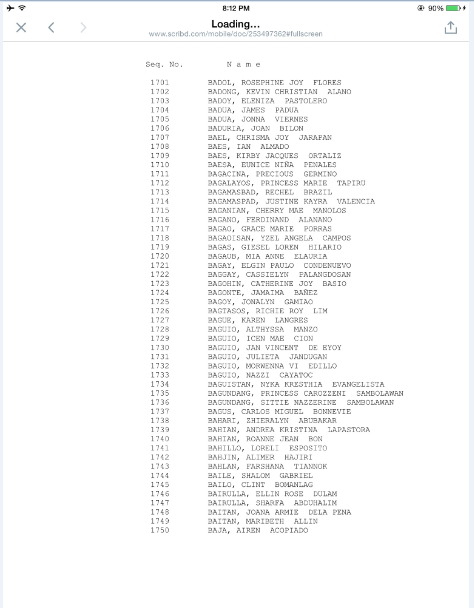 8:12 PM
90%
Loading...
www.scribd.com/mobile/doc/253497362#fullscreen
Seq. No. Name
1701 BADOL, ROSEPHINE JOY FLORES
1702 BADONG, KEVIN CHRISTIAN ALANO
1703 BADOY, ELENIZA PASTOLERO
1704 BADUA, JAMES PADUA
1705 BADUA, JONNA VIERNES
1706 BADURIA, JOAN BILON
1707 BAEL, CHRISMA JOY JARAPAN
1708 BAES, IAN ALMADO
1709 BAES, KIRBY JACQUES ORTALIZ
1710 BAESA, EUNICE NIÑA PENALES
1711 BAGACINA, PRECIOUS GERMINO
1712 BAGALAYOS, PRINCESS MARIE TAPIRU
1713 BAGAMASBAD, RECHEL BRAZIL
1714 BAGAMASPAD, JUSTINE KAYRA VALENCIA
1715 BAGANIAN, CHERRY MAE MANOLOS
1716 BAGANO, FERDINAND ALANANO
1717 BAGAO, GRACE MARIE PORRAS
1718 BAGAOISAN, YZEL ANGELA CAMPOS
1719 BAGAS, GIESEL LOREN HILARIO
1720 BAGAUB, MIA ANNE ELAURIA
1721 BAGAY, ELGIN PAULO CONDENUEVO
1722 BAGGAY, CASSIELYN PALANGDOSAN
1723 BAGOHIN, CATHERINE JOY BASIO
1724 BAGONTE, JAMAIMA BAÑEZ
1725 BAGOY, JONALYN GAMIAO
1726 BAGTASOS, RICHIE ROY LIM
1727 BAGUE, KAREN LANGRES
1728 BAGUIO, ALTHYSSA MANZO
1729 BAGUIO, ICEN MAE CION
1730 BAGUIO, JAN VINCENT DE EYOY
1731 BAGUIO, JULIETA JANDUGAN
1732 BAGUIO, MORWENNA VI EDILLO
1733 BAGUIO, NAZZI CAYATOC
1734 BAGUISTAN, NYKA KRESTHIA EVANGELISTA
1735 BAGUNDANG, PRINCESS CAROZZENI SAMBOLAWAN
1736 BAGUNDANG, SITTIE NAZZERINE SAMBOLAWAN
1737 BAGUS, CARLOS MIGUEL BONNEVIE
1738 BAHARI, ZHIERALYN ABUBAKAR
1739 BAHIAN, ANDREA KRISTINA LAPASTORA
1740 BAHIAN, ROANNE JEAN BON
1741 BAHILLO, LORELI ESPOSITO
1742 BAHJIN, ALIMER HAJIRI
1743 BAHLAN, FARSHANA TIANNOK
1744 BAILE, SHALOM GABRIEL
1745 BAILO, CLINT BOMANLAG
1746 BAIRULLA, ELLIN ROSE DULAM
1747 BAIRULLA, SHARFA ABDUHALIM
1748 BAITAN, JOANA ARMIE DELA PENA
1749 BAITAN, MARIBETH ALLIN
1750 BAJA, AIREN ACOPIADO